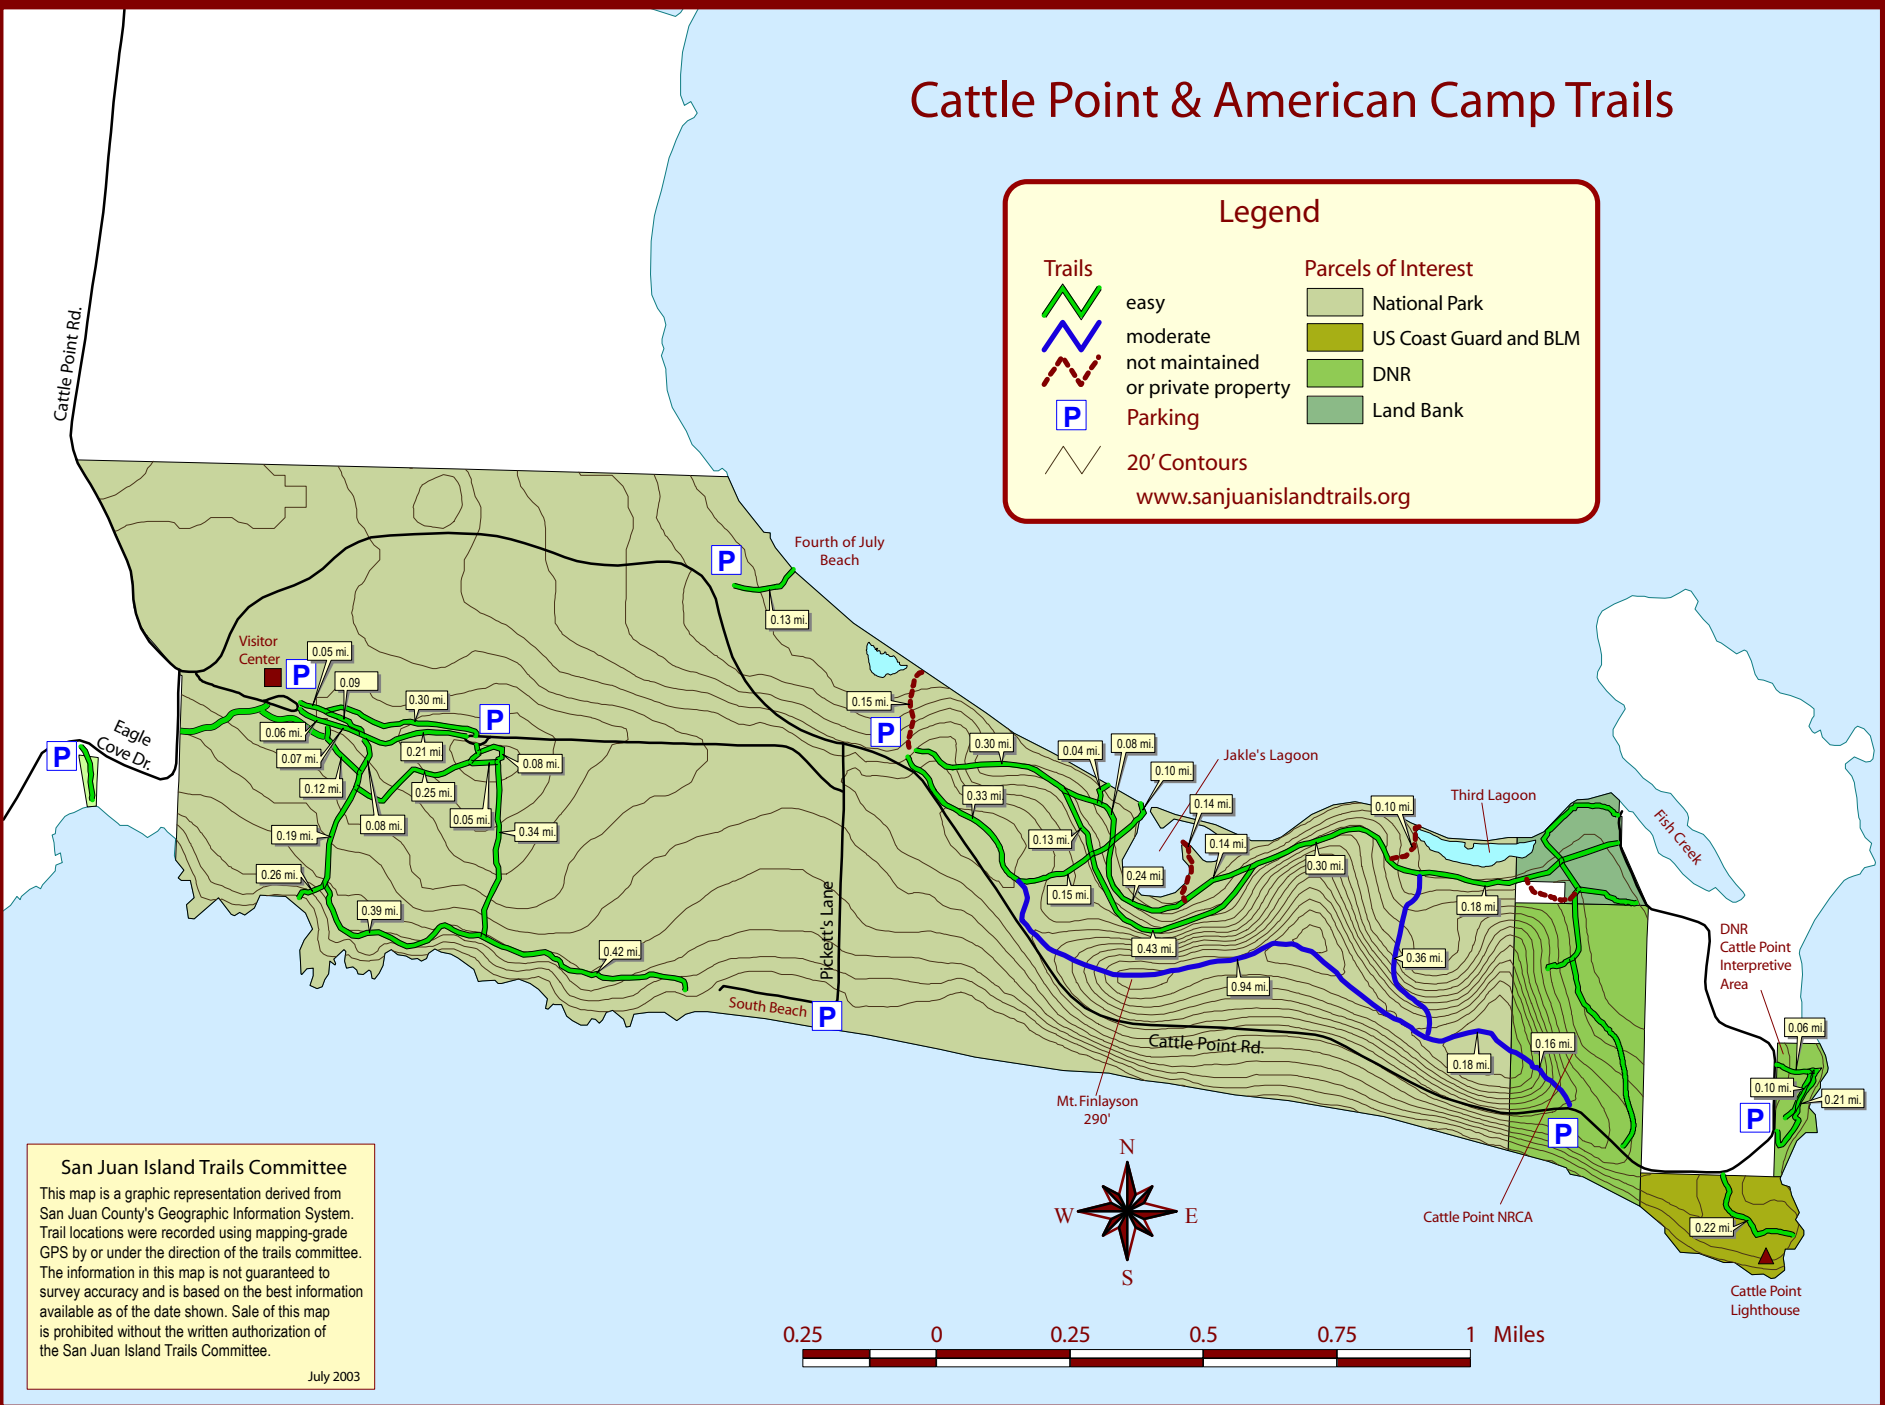 Cattle Point & American Camp Trails
Legend
Trails
easy
moderate
not maintained
or private property
P
Parking
20' Contours
www.sanjuanislandtrails.org
Parcels of Interest
National Park
US Coast Guard and BLM
DNR
Land Bank
Cattle Point Rd.
Fourth of July
Beach
P
0.13 mi.
Visitor
Center
P
0.05 mi.
0.09
0.30 mi.
P
0.06 mi.
0.07 mi.
0.21 mi.
0.08 mi.
0.12 mi.
0.25 mi.
0.08 mi.
0.05 mi.
0.19 mi.
0.34 mi.
0.26 mi.
0.39 mi.
0.42 mi.
Eagle
Cove Dr.
P
Pickett's Lane
South Beach
P
0.15 mi.
P
0.30 mi.
0.04 mi.
0.08 mi.
0.10 mi.
Jakle's Lagoon
0.33 mi.
0.14 mi.
0.13 mi.
0.14 mi.
0.10 mi.
Third Lagoon
0.15 mi.
0.24 mi.
0.30 mi.
0.18 mi.
0.43 mi.
0.36 mi.
0.94 mi.
Fish Creek
DNR
Cattle Point
Interpretive
Area
0.06 mi.
0.10 mi.
0.21 mi.
P
Cattle Point Rd.
0.18 mi.
0.16 mi.
P
Mt. Finlayson
290'
Cattle Point NRCA
0.22 mi.
Cattle Point
Lighthouse
N
W
E
S
San Juan Island Trails Committee
This map is a graphic representation derived from
San Juan County's Geographic Information System.
Trail locations were recorded using mapping-grade
GPS by or under the direction of the trails committee.
The information in this map is not guaranteed to
survey accuracy and is based on the best information
available as of the date shown. Sale of this map
is prohibited without the written authorization of
the San Juan Island Trails Committee.
July 2003
0.25 0 0.25 0.5 0.75 1 Miles